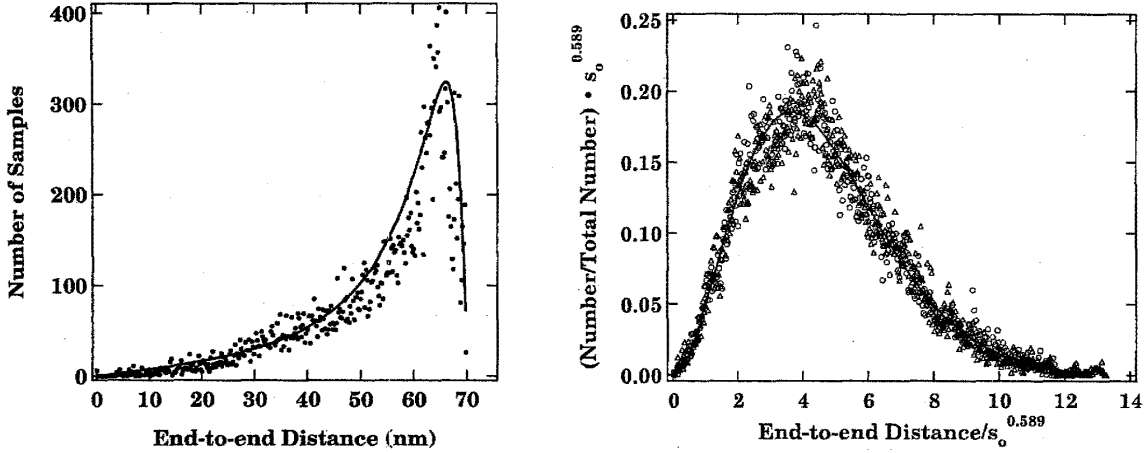 400
300
200
100
0
Number of Samples
0 10 20 30 40 50 60 70
End-to-end Distance (nm)
0.25
0.20
0.15
0.10
0.05
0.00
(Number/Total Number) • s_o^0.589
0 2 4 6 8 10 12 14
End-to-end Distance/s_o^0.589